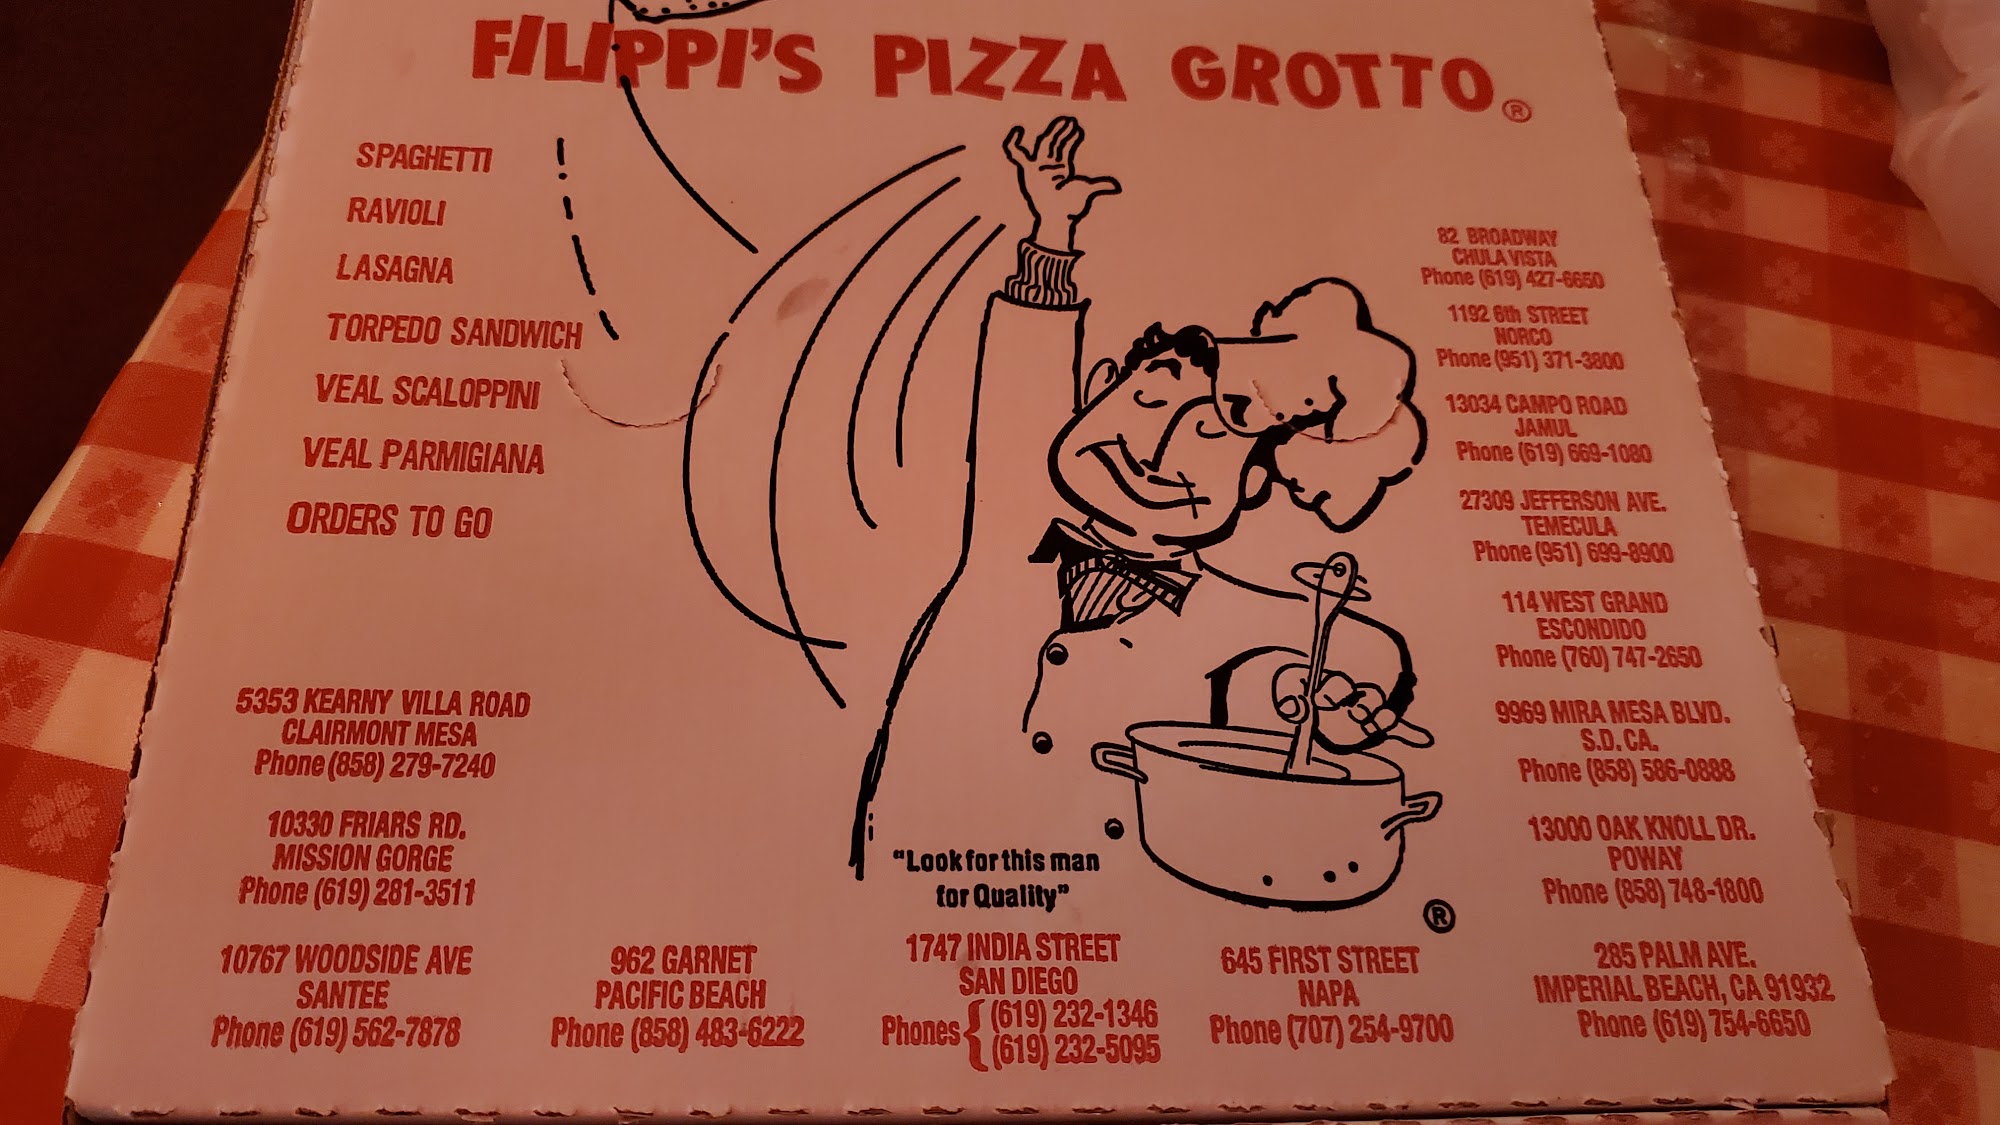 FILIPPI'S PIZZA GROTTO®
SPAGHETTI
RAVIOLI
LASAGNA
TORPEDO SANDWICH
VEAL SCALOPPINI
VEAL PARMIGIANA
ORDERS TO GO
82 BROADWAY
CHULA VISTA
Phone (619) 427-6650
1192 6th STREET
NORCO
Phone (951) 371-3800
13034 CAMPO ROAD
JAMUL
Phone (619) 669-1080
27309 JEFFERSON AVE.
TEMECULA
Phone (951) 699-8900
114 WEST GRAND
ESCONDIDO
Phone (760) 747-2650
9969 MIRA MESA BLVD.
S.D. CA.
Phone (858) 586-0888
13000 OAK KNOLL DR.
POWAY
Phone (858) 748-1800
5353 KEARNY VILLA ROAD
CLAIRMONT MESA
Phone (858) 279-7240
10330 FRIARS RD.
MISSION GORGE
Phone (619) 281-3511
"Look for this man
for Quality"
®
10767 WOODSIDE AVE
SANTEE
Phone (619) 562-7878
962 GARNET
PACIFIC BEACH
Phone (858) 483-6222
1747 INDIA STREET
SAN DIEGO
Phones { (619) 232-1346
(619) 232-5095
645 FIRST STREET
NAPA
Phone (707) 254-9700
285 PALM AVE.
IMPERIAL BEACH, CA 91932
Phone (619) 754-6650